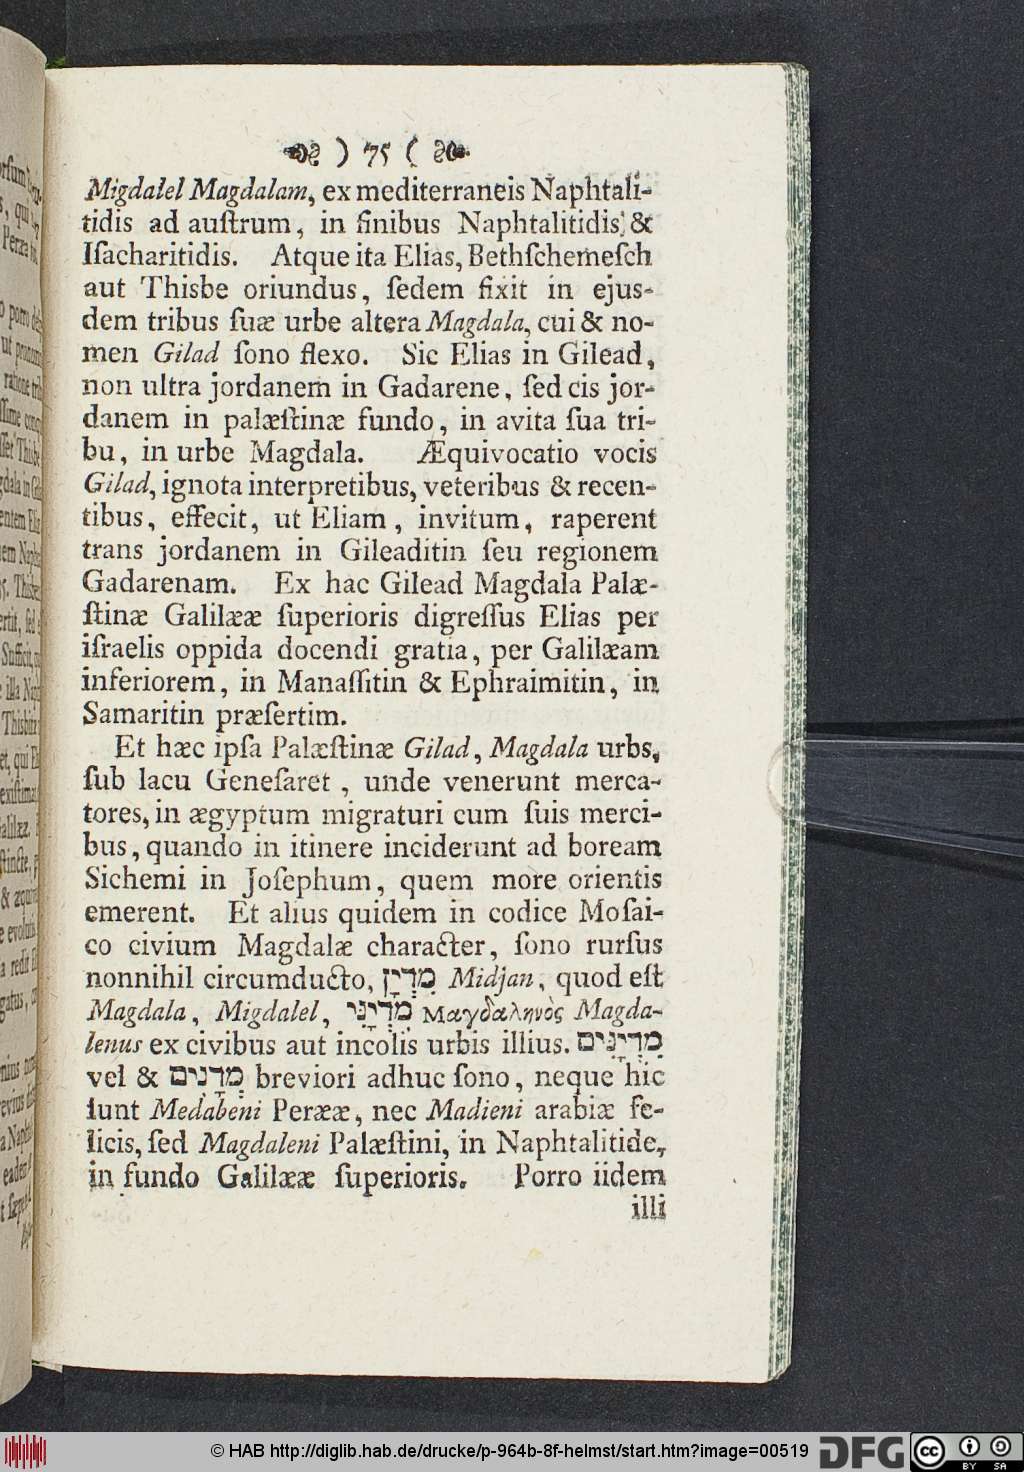 ) 75 (
Migdalel Magdalam, ex mediterraneis Naphtali-
tidis ad auſtrum, in finibus Naphtalitidis, &
Iſacharitidis. Atque ita Elias, Bethſchemeſch
aut Thisbe oriundus, ſedem fixit in ejus-
dem tribus ſuæ urbe altera Magdala, cui & no-
men Gilad ſono flexo. Sic Elias in Gilead,
non ultra jordanem in Gadarene, ſed cis jor-
danem in palæſtinæ fundo, in avita ſua tri-
bu, in urbe Magdala. Æquivocatio vocis
Gilad, ignota interpretibus, veteribus & recen-
tibus, effecit, ut Eliam, invitum, raperent
trans jordanem in Gileaditin ſeu regionem
Gadarenam. Ex hac Gilead Magdala Palæ-
ſtinæ Galilææ ſuperioris digreſſus Elias per
iſraelis oppida docendi gratia, per Galilæam
inferiorem, in Manaſſitin & Ephraimitin, in
Samaritin præſertim.
Et hæc ipſa Palæſtinæ Gilad, Magdala urbs,
ſub lacu Geneſaret, unde venerunt merca-
tores, in ægyptum migraturi cum ſuis merci-
bus, quando in itinere inciderunt ad boream
Sichemi in Joſephum, quem more orientis
emerent. Et alius quidem in codice Moſai-
co civium Magdalæ character, ſono rurſus
nonnihil circumducto, מִדְיָן Midjan, quod eſt
Magdala, Migdalel, מִדְיָנִי Μαγδαληνὸς Magda-
lenus ex civibus aut incolis urbis illius. מִדְיָנִים
vel & מְדָנִים breviori adhuc ſono, neque hic
ſunt Medabeni Perææ, nec Madieni arabiæ fe-
licis, ſed Magdaleni Palæſtini, in Naphtalitide,
in fundo Galilææ ſuperioris. Porro iidem
illi
© HAB http://diglib.hab.de/drucke/p-964b-8f-helmst/start.htm?image=00519
DFG
cc
BY SA